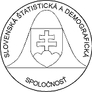 SLOVENSKÁ ŠTATISTICKÁ A DEMOGRAFICKÁ
SPOLOČNOSŤ